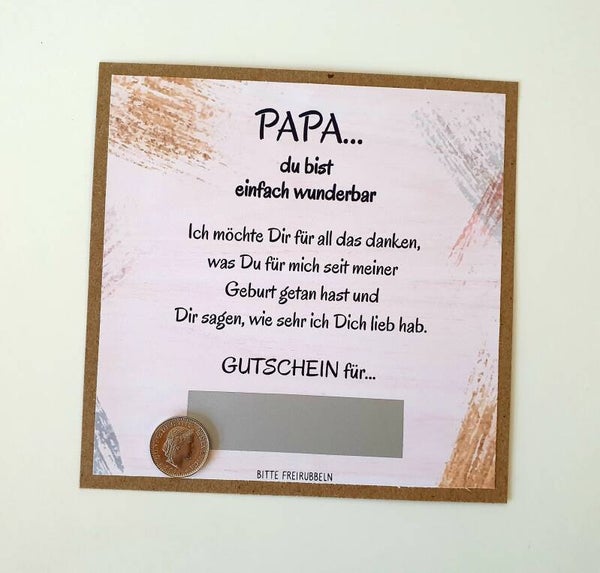 PAPA...
du bist
einfach wunderbar
Ich möchte Dir für all das danken,
was Du für mich seit meiner
Geburt getan hast und
Dir sagen, wie sehr ich Dich lieb hab.
GUTSCHEIN für...
BITTE FREIRUBBELN